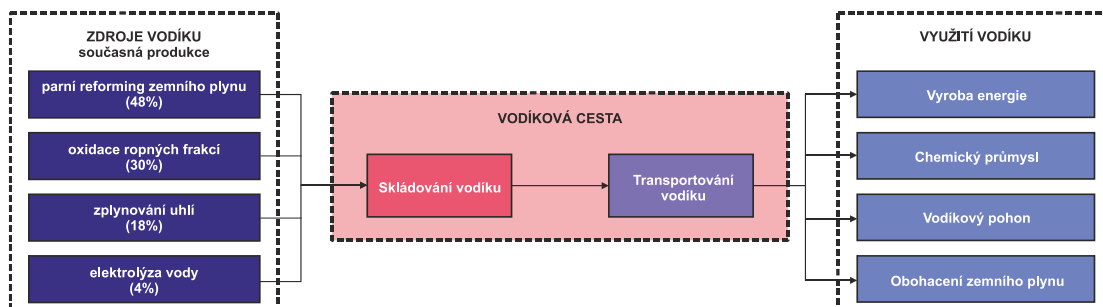 ZDROJE VODÍKU
současná produkce
parní reforming zemního plynu
(48%)
oxidace ropných frakcí
(30%)
zplynování uhlí
(18%)
elektrolýza vody
(4%)
VODÍKOVÁ CESTA
Skládování vodíku
Transportování
vodíku
VYUŽITÍ VODÍKU
Vyroba energie
Chemický průmysl
Vodíkový pohon
Obohacení zemního plynu